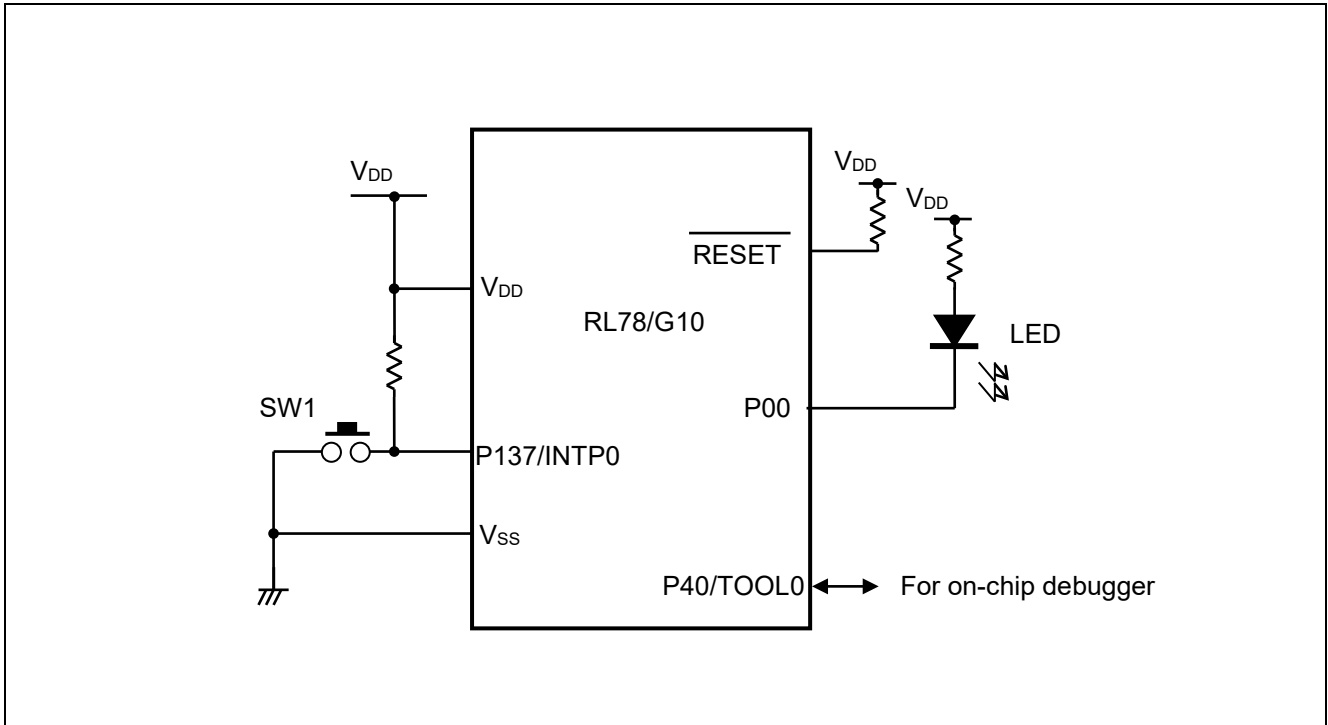 VDD
VDD
VDD
RESET
VDD
RL78/G10
LED
SW1
P00
P137/INTP0
VSS
P40/TOOL0
For on-chip debugger